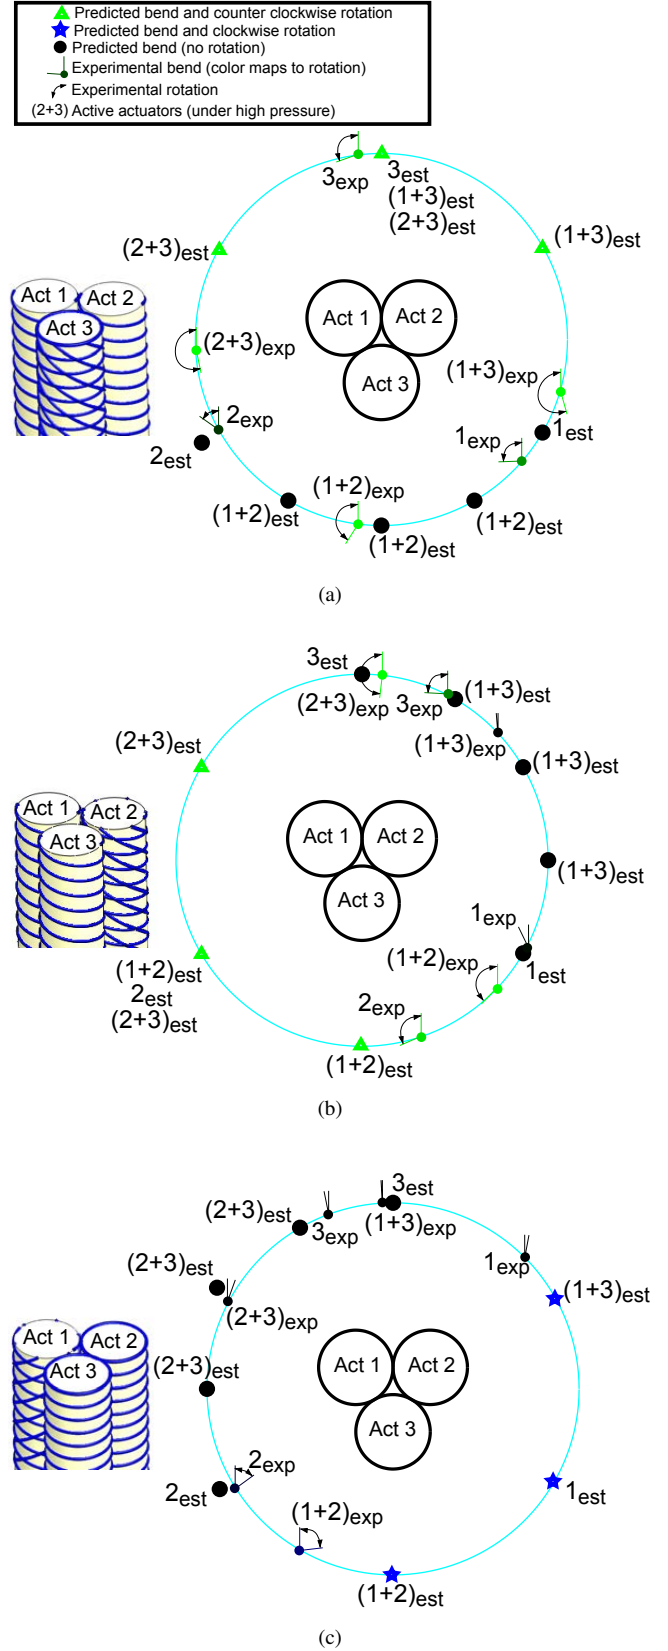 Predicted bend and counter clockwise rotation
Predicted bend and clockwise rotation
Predicted bend (no rotation)
Experimental bend (color maps to rotation)
Experimental rotation
(2+3) Active actuators (under high pressure)
3exp
3est
(1+3)est
(2+3)est
(2+3)est
(1+3)est
Act 1
Act 2
Act 3
Act 1
Act 2
Act 3
(2+3)exp
(1+3)exp
2exp
2est
1exp
1est
(1+2)exp
(1+2)est
(1+2)est
(1+2)est
(a)
3est
(2+3)exp
3exp
(1+3)est
(2+3)est
(1+3)exp
(1+3)est
Act 1
Act 2
Act 3
Act 1
Act 2
Act 3
(1+3)est
1exp
(1+2)exp
1est
(1+2)est
2est
(2+3)est
2exp
(1+2)est
(b)
3est
(2+3)est
3exp
(1+3)exp
(2+3)est
1exp
(1+3)est
(2+3)exp
Act 1
Act 2
Act 3
Act 1
Act 2
Act 3
(2+3)est
2exp
2est
1est
(1+2)exp
(1+2)est
(c)